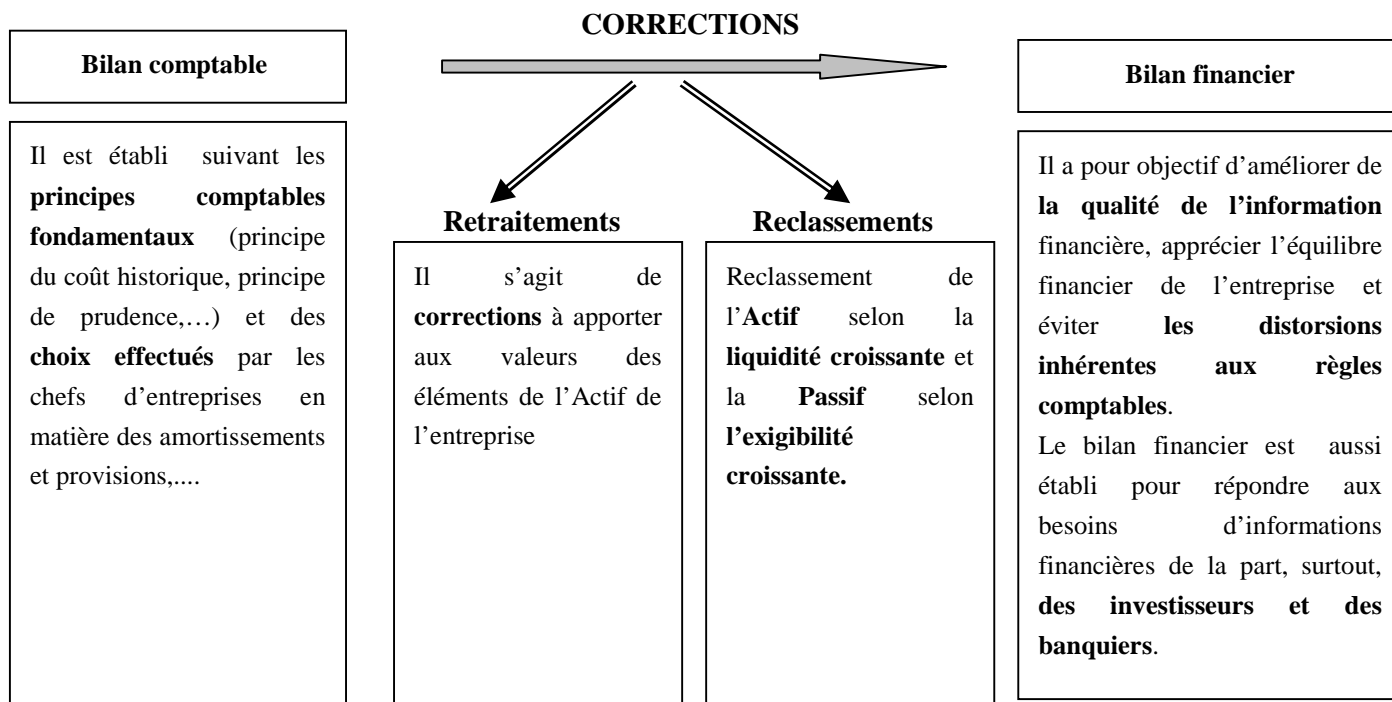 CORRECTIONS
Bilan comptable
Il est établi suivant les
principes comptables
fondamentaux (principe
du coût historique, principe
de prudence,…) et des
choix effectués par les
chefs d’entreprises en
matière des amortissements
et provisions,....
Retraitements
Il s’agit de
corrections à apporter
aux valeurs des
éléments de l’Actif de
l’entreprise
Reclassements
Reclassement de
l’Actif selon la
liquidité croissante et
la Passif selon
l’exigibilité
croissante.
Bilan financier
Il a pour objectif d’améliorer de
la qualité de l’information
financière, apprécier l’équilibre
financier de l’entreprise et
éviter les distorsions
inhérentes aux règles
comptables.
Le bilan financier est aussi
établi pour répondre aux
besoins d’informations
financières de la part, surtout,
des investisseurs et des
banquiers.